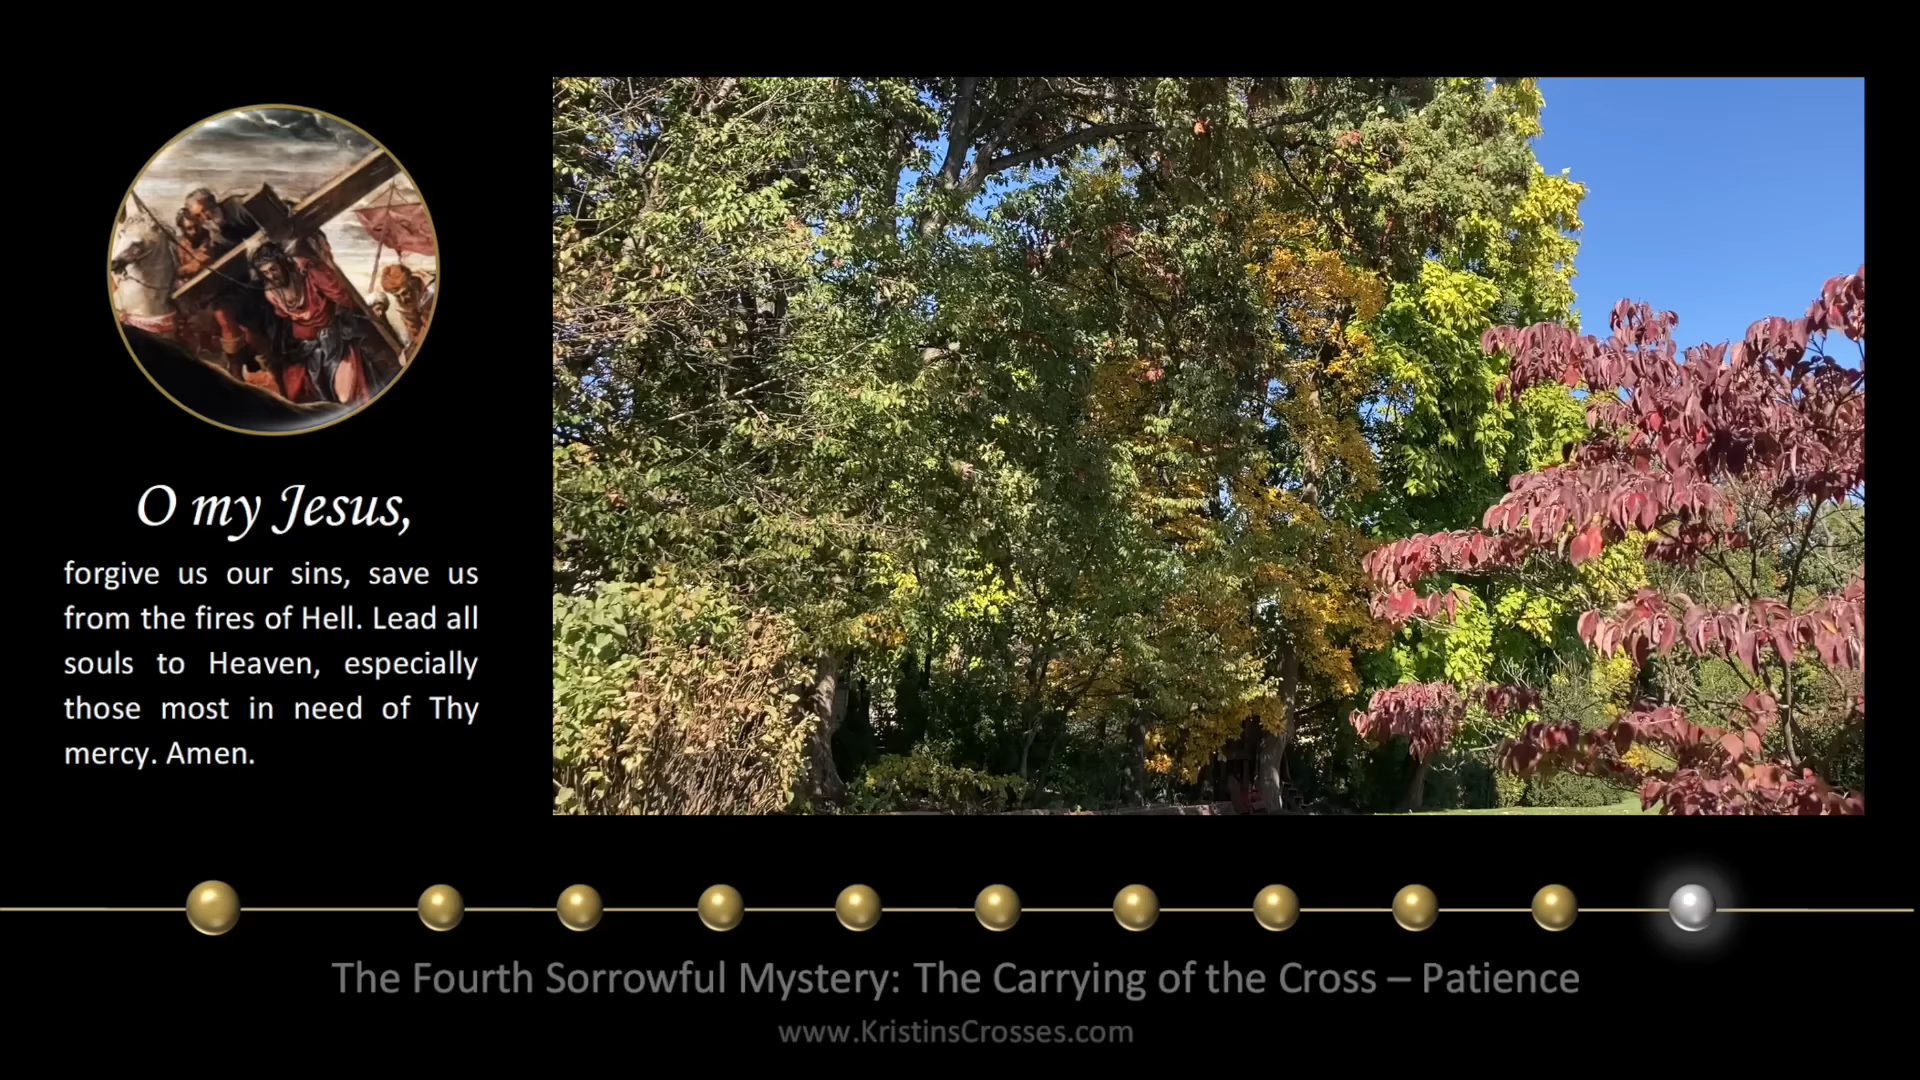 O my Jesus,
forgive us our sins, save us
from the fires of Hell. Lead all
souls to Heaven, especially
those most in need of Thy
mercy. Amen.
The Fourth Sorrowful Mystery: The Carrying of the Cross – Patience
www.KristinsCrosses.com